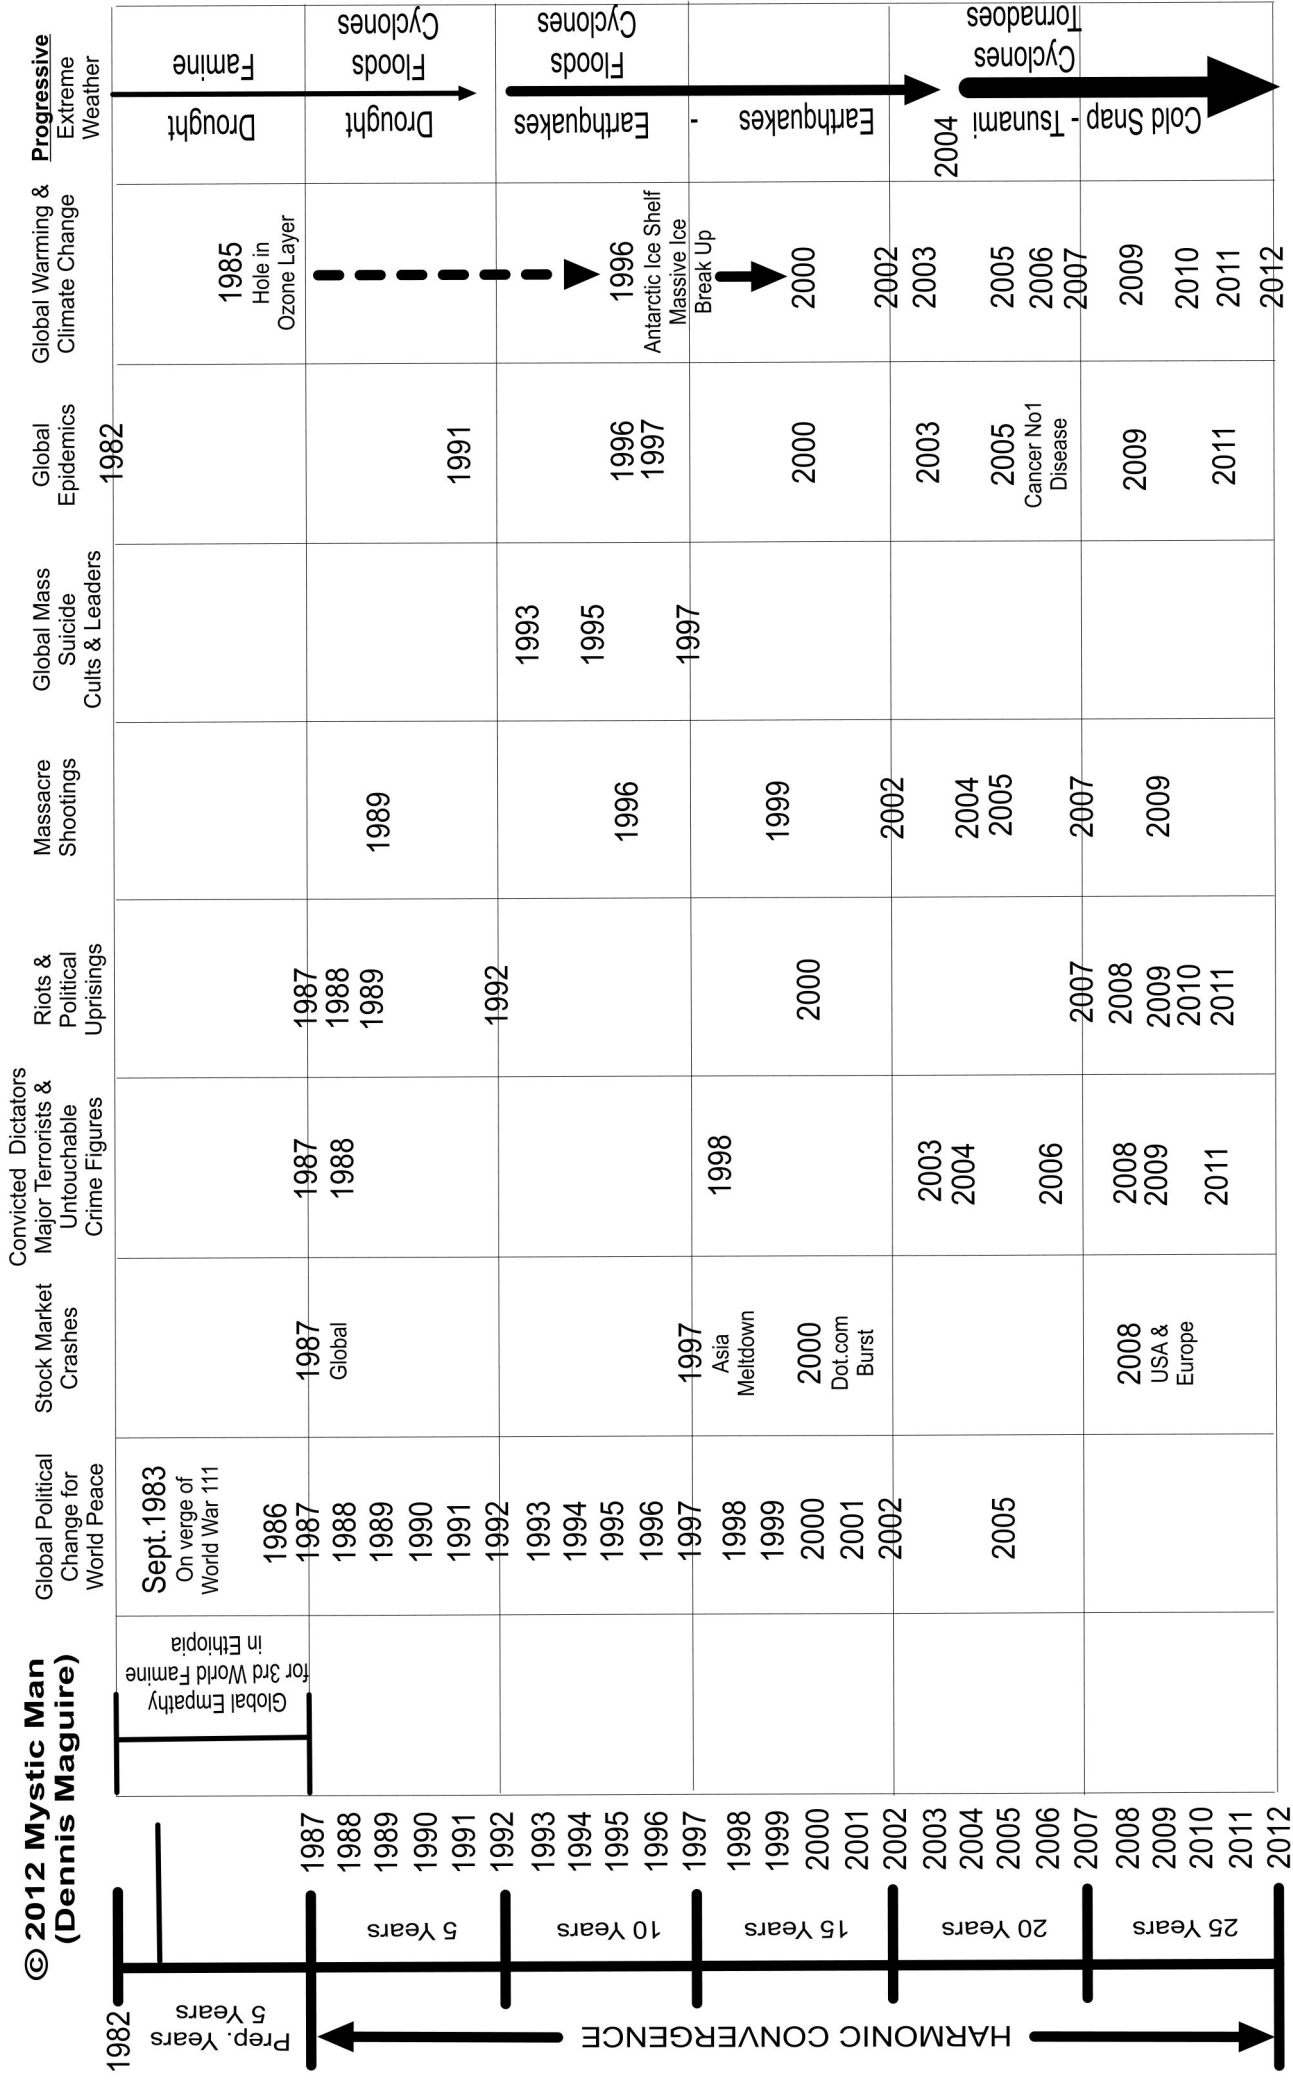 ©2012 Mystic Man
(Dennis Maguire)
Global Political
Change for
World Peace
Stock Market
Crashes
Convicted Dictators
Major Terrorists &
Untouchable
Crime Figures
Riots &
Political
Uprisings
Massacre
Shootings
Global Mass
Suicide
Cults & Leaders
Global
Epidemics
Global Warming &
Climate Change
Progressive
Extreme
Weather
1982
Prep. Years
5 Years
HARMONIC CONVERGENCE
5 Years
10 Years
15 Years
20 Years
25 Years
1987
1988
1989
1990
1991
1992
1993
1994
1995
1996
1997
1998
1999
2000
2001
2002
2003
2004
2005
2006
2007
2008
2009
2010
2011
2012
Global Empathy
for 3rd World Famine
in Ethiopia
Sept.1983
On verge of
World War 111
1986
1987
1988
1989
1990
1991
1992
1993
1994
1995
1996
1997
1998
1999
2000
2001
2002
2005
1987
Global
1997
Asia
Meltdown
2000
Dot.com
Burst
2008
USA &
Europe
1987
1988
1998
2003
2004
2006
2008
2009
2011
1987
1988
1989
1992
2000
2007
2008
2009
2010
2011
1989
1996
1999
2002
2004
2005
2007
2009
1993
1995
1997
1982
1991
1996
1997
2000
2003
2005
Cancer No1
Disease
2009
2011
1985
Hole in
Ozone Layer
1996
Antarctic Ice Shelf
Massive Ice
Break Up
2000
2002
2003
2005
2006
2007
2009
2010
2011
2012
Drought
Famine
Drought
Floods
Cyclones
Earthquakes - Earthquakes
Floods
Cyclones
2004
Tsunami - Cold Snap
Cyclones
Tornadoes